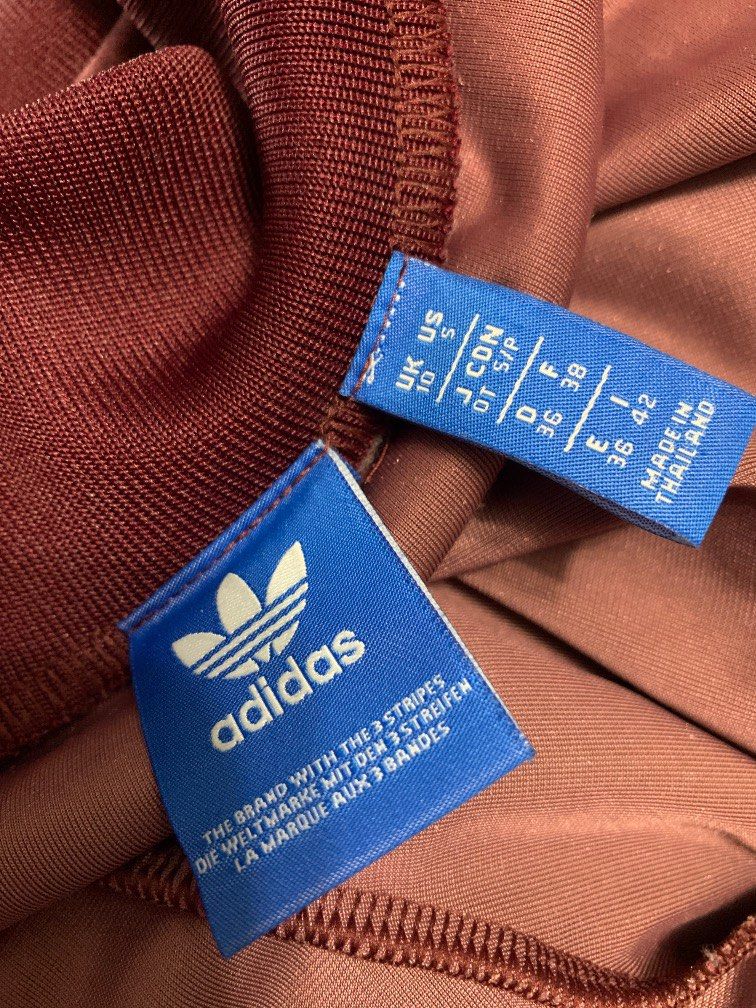 adidas
THE BRAND WITH THE 3 STRIPES
DIE WELTMARKE MIT DEN 3 STREIFEN
LA MARQUE AUX 3 BANDES
UK US
10 S
J CDN
OT S/P
D F
36 38
E I
36 42
MADE IN
THAILAND